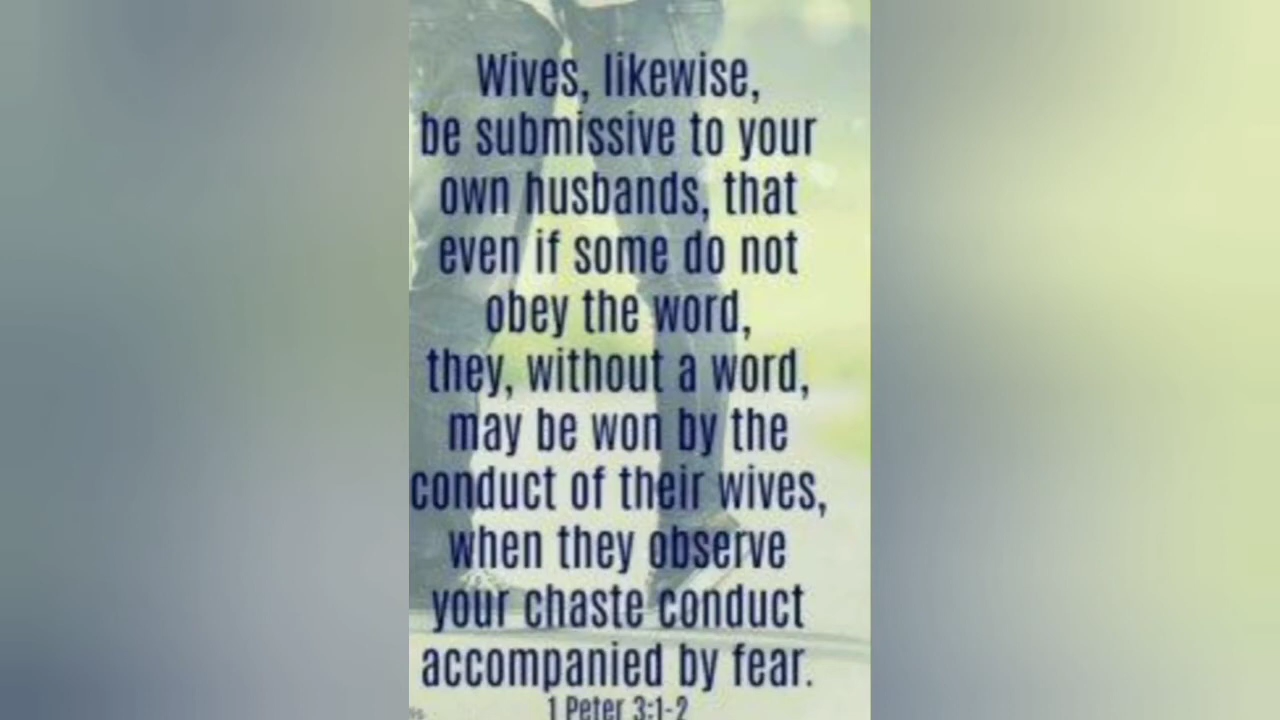 Wives, likewise,
be submissive to your
own husbands, that
even if some do not
obey the word,
they, without a word,
may be won by the
conduct of their wives,
when they observe
your chaste conduct
accompanied by fear.
1 Peter 3:1-2